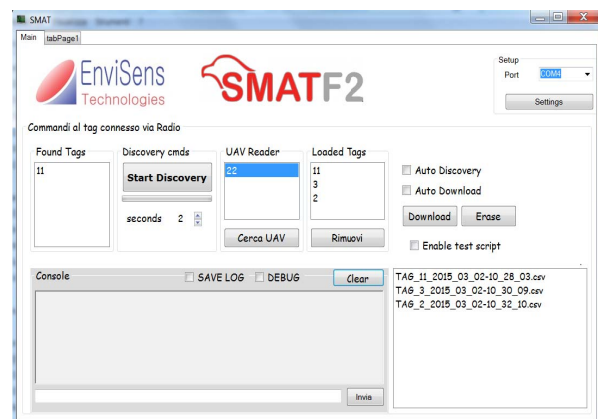 SMAT
Main tabPage1
EnviSens
Technologies
SMATF2
Setup
Port COM4
Settings
Commandi al tag connesso via Radio
Found Tags
11
Discovery cmds
Start Discovery
seconds 2
UAV Reader
22
Cerca UAV
Loaded Tags
11
3
2
Rimuovi
Auto Discovery
Auto Download
Download Erase
Enable test script
Console SAVE LOG DEBUG Clear
Invia
TAG_11_2015_03_02-10_28_03.csv
TAG_3_2015_03_02-10_30_09.csv
TAG_2_2015_03_02-10_32_10.csv